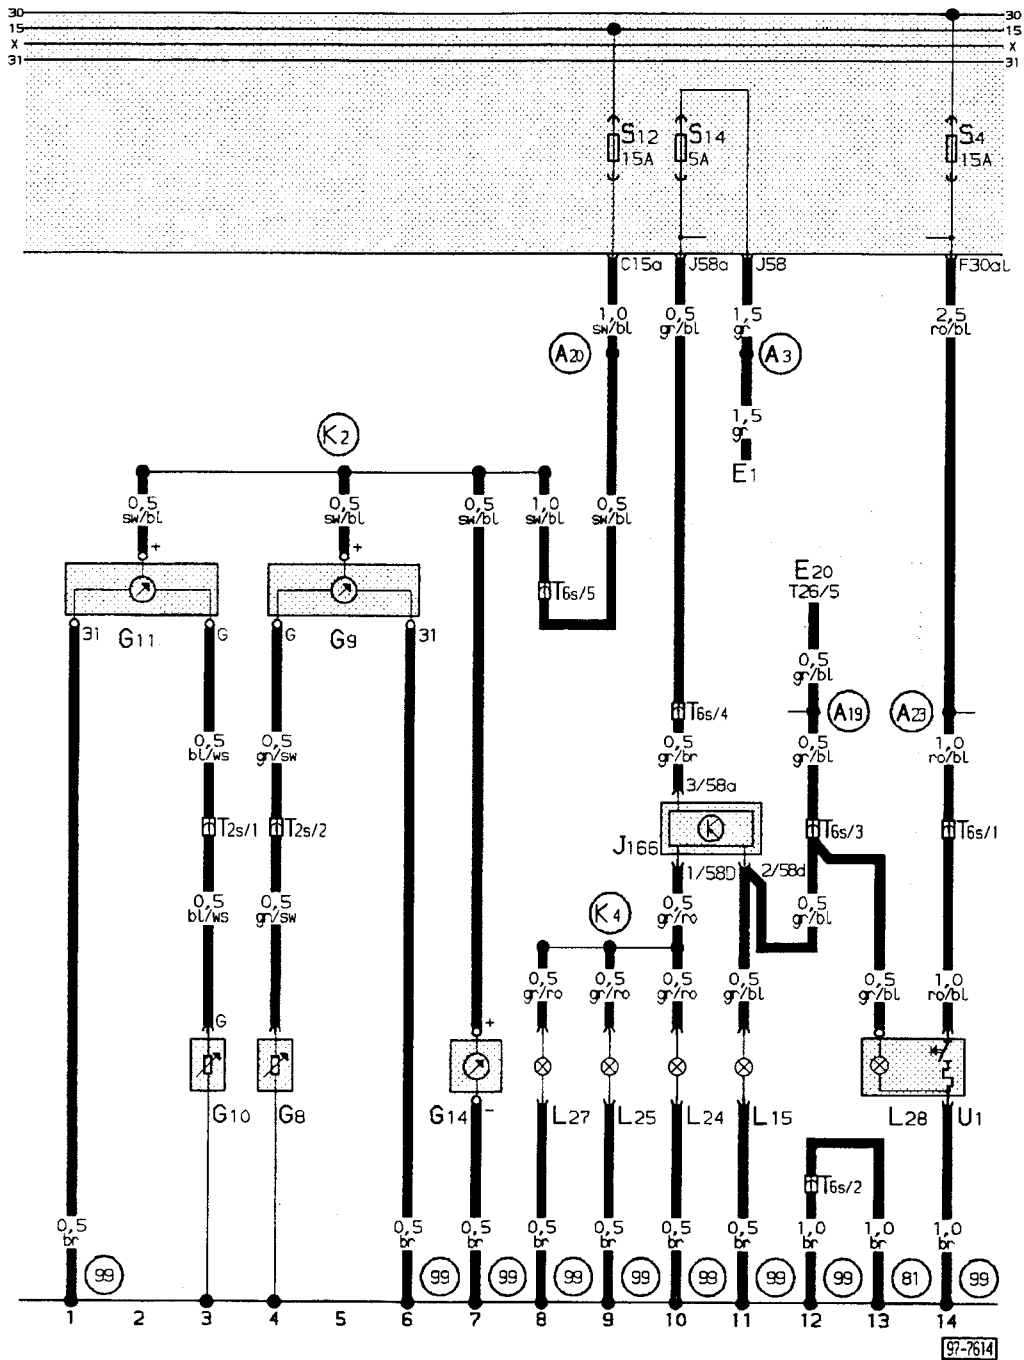 30 30
15 15
X X
31 31
S12 S14 S4
15A 5A 15A
C15a J58a J58 F30al
1,0 0,5 1,5 2,5
sw/bl gr/bl gr ro/bl
A20 A3
1,5
gr
K2
E1
0,5 0,5 0,5 1,0 0,5
sw/bl sw/bl sw/bl sw/bl sw/bl
+ +
E20
T26/5
T6s/5
31 G11 G G G9 31
0,5
gr/bl
T6s/4 A19 A23
0,5 0,5 0,5 0,5 1,0
bl/ws gr/sw gr/br gr/bl ro/bl
3/58a
T2s/1 T2s/2 K T6s/3 T6s/1
J166
1/58D 2/58d
0,5 0,5 0,5 0,5
bl/ws gr/sw gr/ro gr/bl
K4
0,5 0,5 0,5 0,5 0,5 1,0
gr/ro gr/ro gr/ro gr/bl gr/bl ro/bl
G +
G10 G8 G14 - L27 L25 L24 L15 L28 U1
T6s/2
0,5 0,5 0,5 0,5 0,5 0,5 0,5 1,0 1,0 1,0
br br br br br br br br br br
99 99 99 99 99 99 99 99 81 99
1 2 3 4 5 6 7 8 9 10 11 12 13 14
97-7614